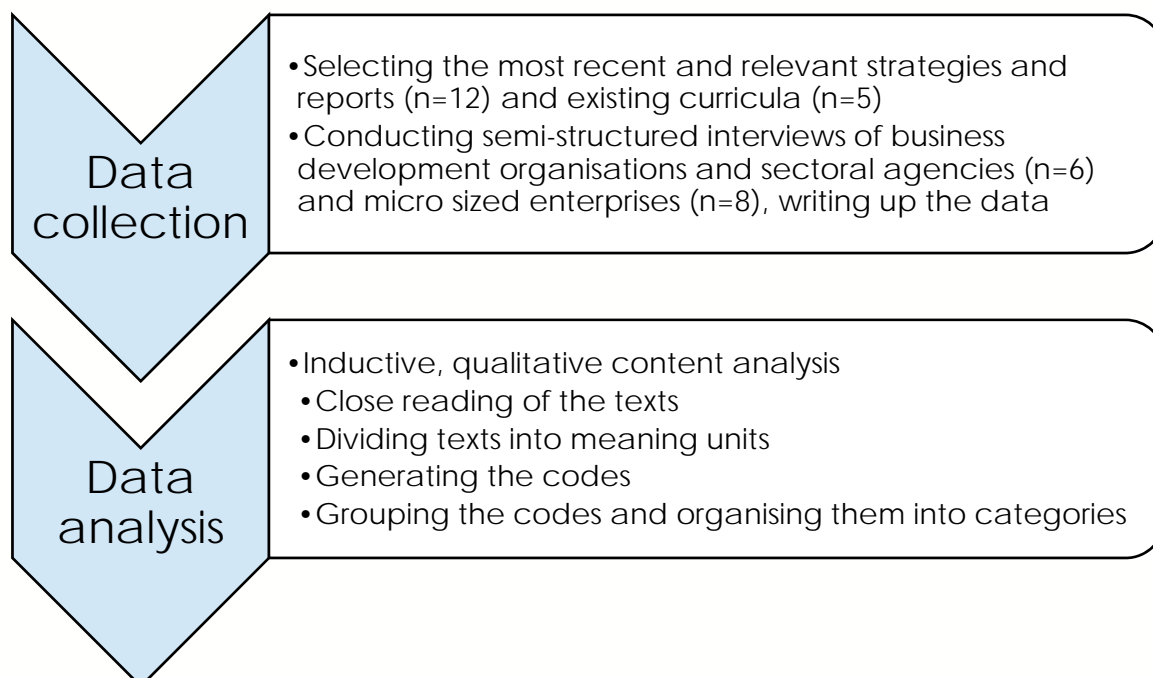 Data
collection
•Selecting the most recent and relevant strategies and
reports (n=12) and existing curricula (n=5)
•Conducting semi-structured interviews of business
development organisations and sectoral agencies (n=6)
and micro sized enterprises (n=8), writing up the data
Data
analysis
•Inductive, qualitative content analysis
•Close reading of the texts
•Dividing texts into meaning units
•Generating the codes
•Grouping the codes and organising them into categories